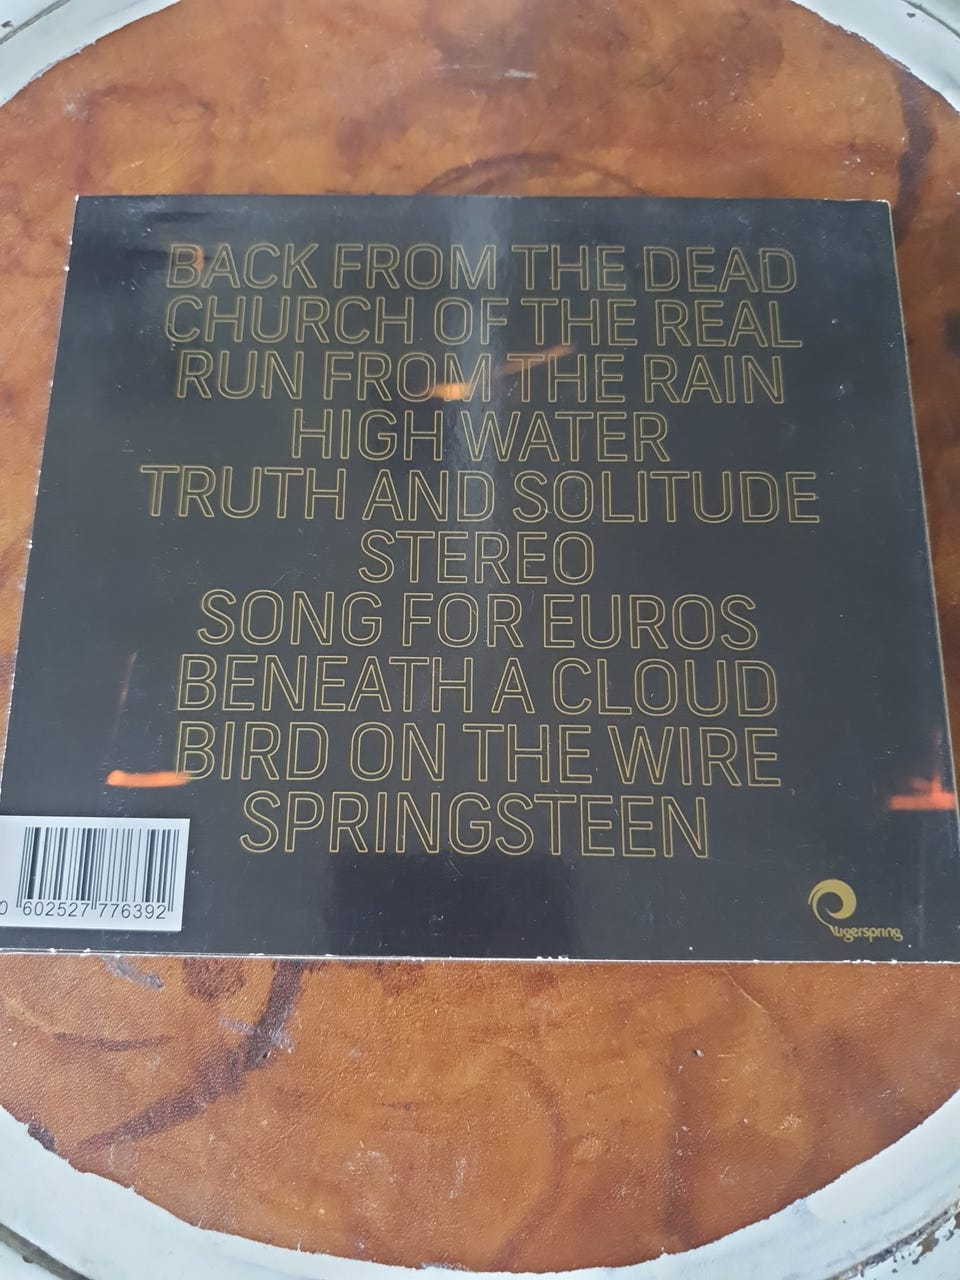 BACK FROM THE DEAD
CHURCH OF THE REAL
RUN FROM THE RAIN
HIGH WATER
TRUTH AND SOLITUDE
STEREO
SONG FOR EUROS
BENEATH A CLOUD
BIRD ON THE WIRE
SPRINGSTEEN
0 602527 776392
tigerspring